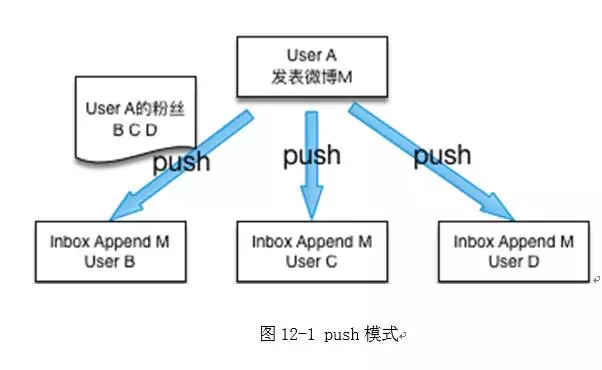 User A
发表微博M
User A的粉丝
B C D
push
push
push
Inbox Append M
User B
Inbox Append M
User C
Inbox Append M
User D
图 12-1 push 模式